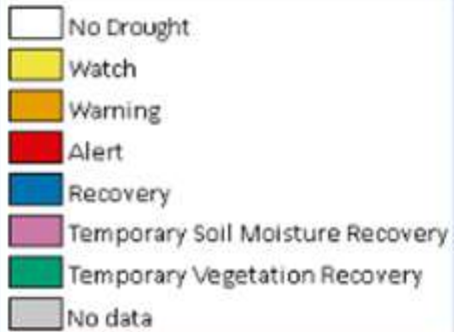 No Drought
Watch
Warning
Alert
Recovery
Temporary Soil Moisture Recovery
Temporary Vegetation Recovery
No data